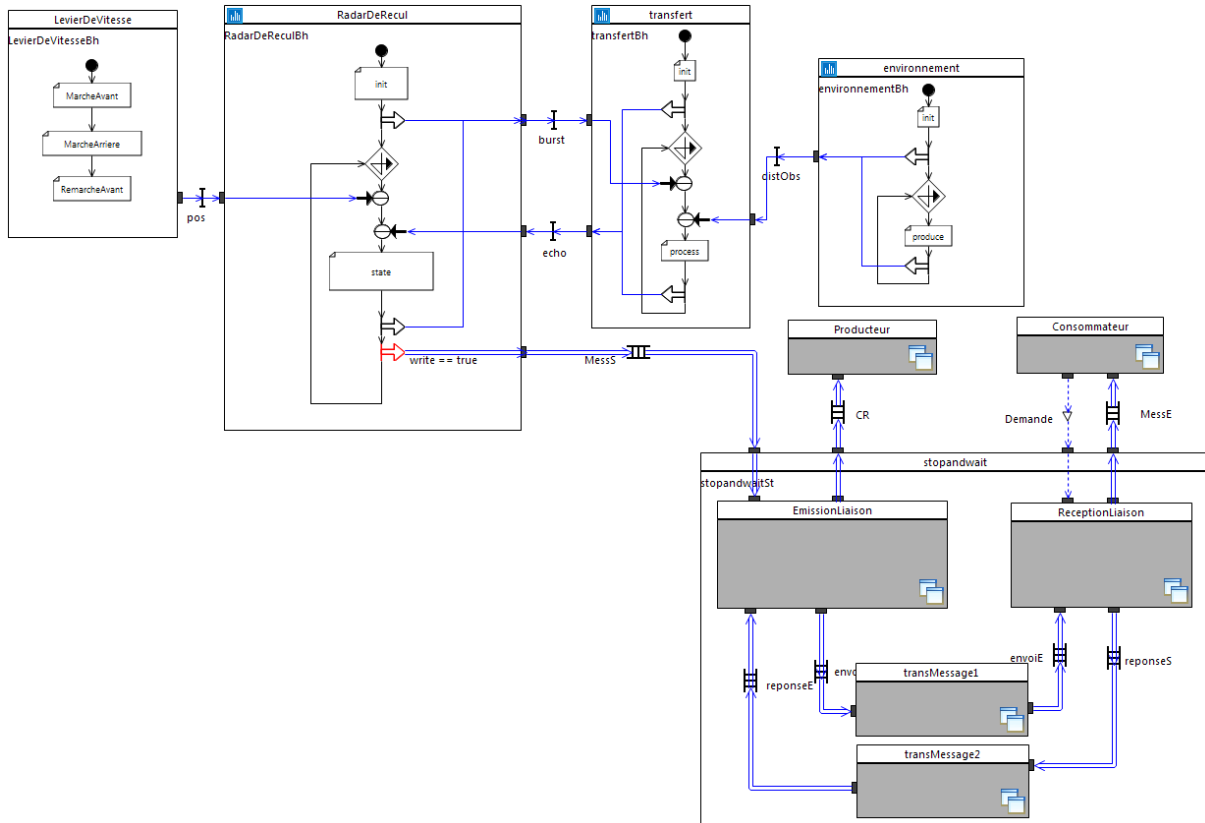 LevierDeVitesse
LevierDeVitesseBh
MarcheAvant
MarcheArriere
RemarcheAvant
pos
RadarDeRecul
RadarDeReculBh
init
state
write == true
burst
echo
transfert
transfertBh
init
process
distObs
environnement
environnementBh
init
produce
MessS
Producteur
CR
Consommateur
Demande
MessE
stopandwait
stopandwaitSt
EmissionLiaison
ReceptionLiaison
reponseE
envoiE
reponseS
transMessage1
transMessage2